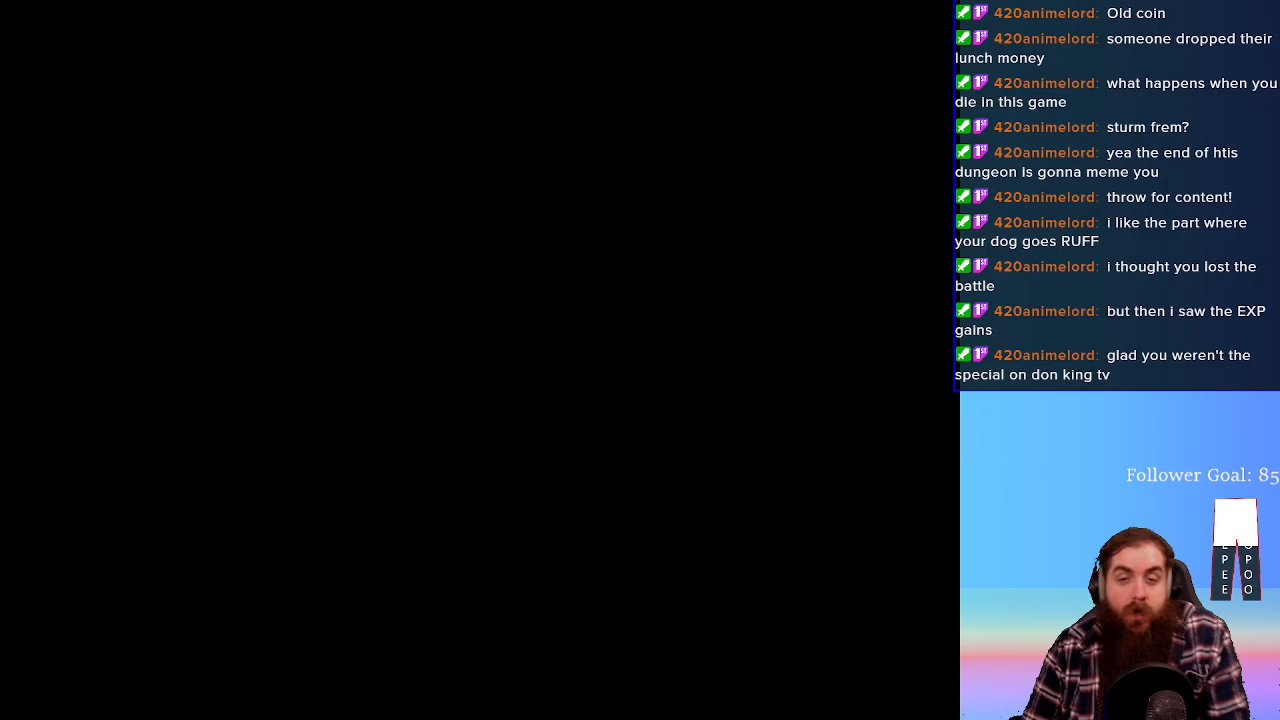 420animelord: Old coin
420animelord: someone dropped their
lunch money
420animelord: what happens when you
die in this game
420animelord: sturm frem?
420animelord: yea the end of htis
dungeon is gonna meme you
420animelord: throw for content!
420animelord: i like the part where
your dog goes RUFF
420animelord: i thought you lost the
battle
420animelord: but then i saw the EXP
gains
420animelord: glad you weren't the
special on don king tv
Follower Goal: 85
P P
E O
E O